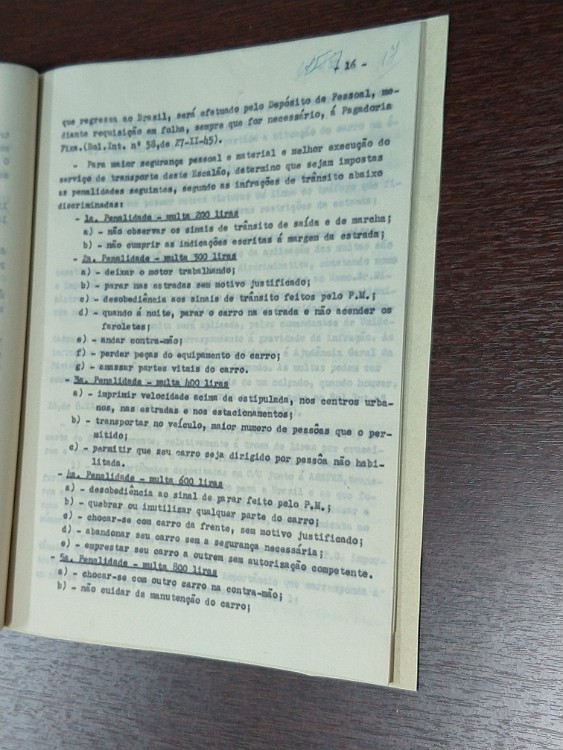 - 16 -
que regressa ao Brasil, será efetuado pelo Depósito de Pessoal, me-
diante requisição em folha, sempre que for necessário, á Pagadoria
Fixa.(Bol.Int. nº 58,de 27-II-45).
- Para maior segurança pessoal e material e melhor execução do
serviço de transporte deste Escalão, determino que sejam impostas
as penalidades seguintes, segundo as infrações de trânsito abaixo
discriminadas:
- 1a. Penalidade - multa 200 liras
a) - não observar os sinais de trânsito de saída e de marcha;
b) - não cumprir as indicações escritas á margem da estrada;
- 2a. Penalidade - multa 300 liras
a) - deixar o motor trabalhando;
b) - parar nas estradas sem motivo justificado;
c) - desobediência aos sinais de trânsito feitos pelo P.M.;
d) - quando á noite, parar o carro na estrada e não acender os
faroletes;
e) - andar contra-mão;
f) - perder peças do equipamento do carro;
g) - amassar partes vitais do carro.
- 3a. Penalidade - multa 400 liras
a) - imprimir velocidade acima da estipulada, nos centros urba-
nos, nas estradas e nos estacionamentos;
b) - transportar no veículo, maior numero de pessôas que o per-
mitido;
c) - permitir que seu carro seja dirigido por pessôa não habi-
litada.
- 4a. Penalidade - multa 600 liras
a) - desobediência ao sinal de parar feito pelo P.M.;
b) - quebrar ou inutilizar qualquer parte do carro;
c) - chocar-se com carro da frente, sem motivo justificado;
d) - abandonar seu carro sem a segurança necessária;
e) - emprestar seu carro a outrem sem autorização competente.
- 5a. Penalidade - multa 800 liras
a) - chocar-se com outro carro na contra-mão;
b) - não cuidar da manutenção do carro;